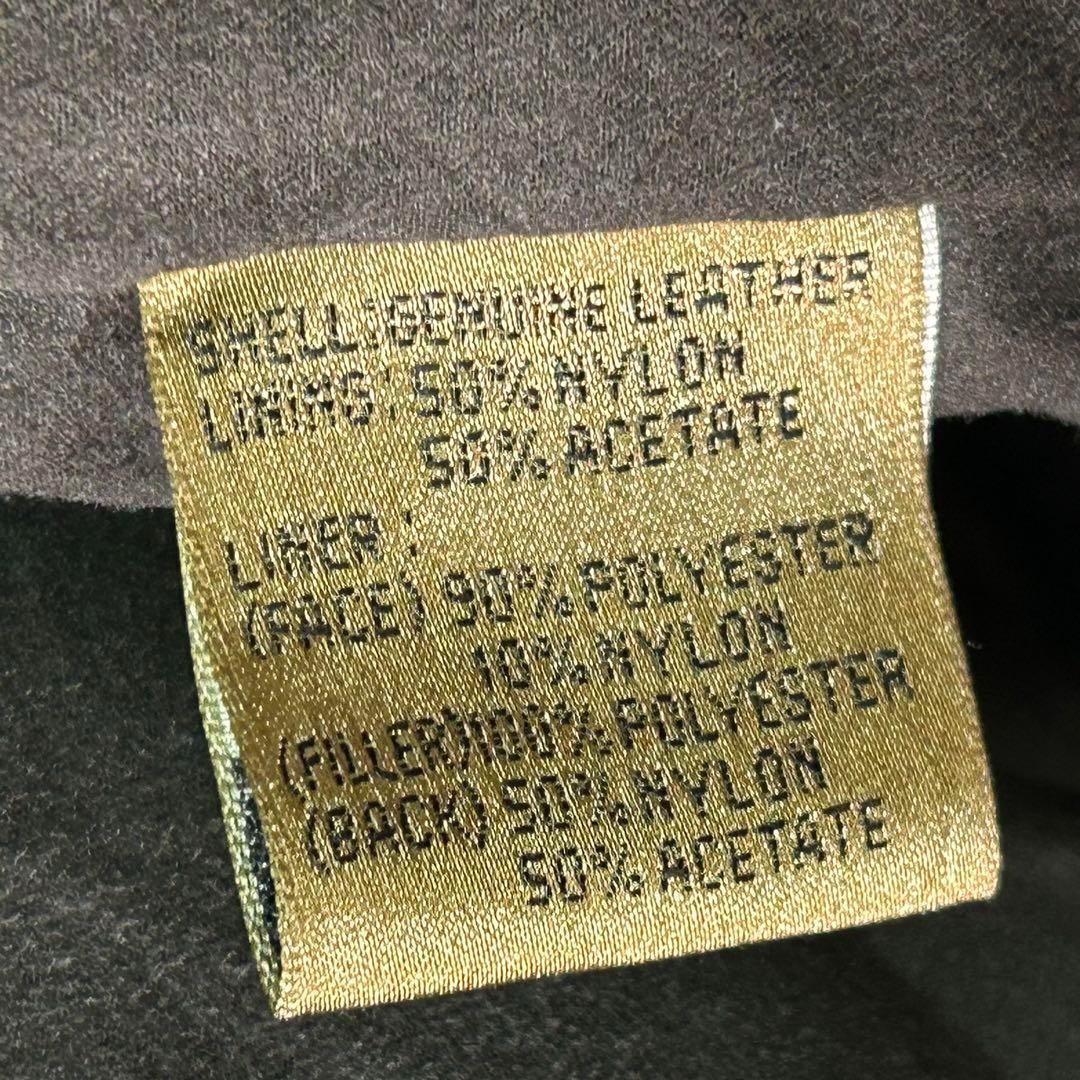 SHELL:GENUINE LEATHER
LINING: 50% NYLON
50% ACETATE
LINER:
(FACE) 90% POLYESTER
10% NYLON
(FILLER)100% POLYESTER
(BACK) 50% NYLON
50% ACETATE